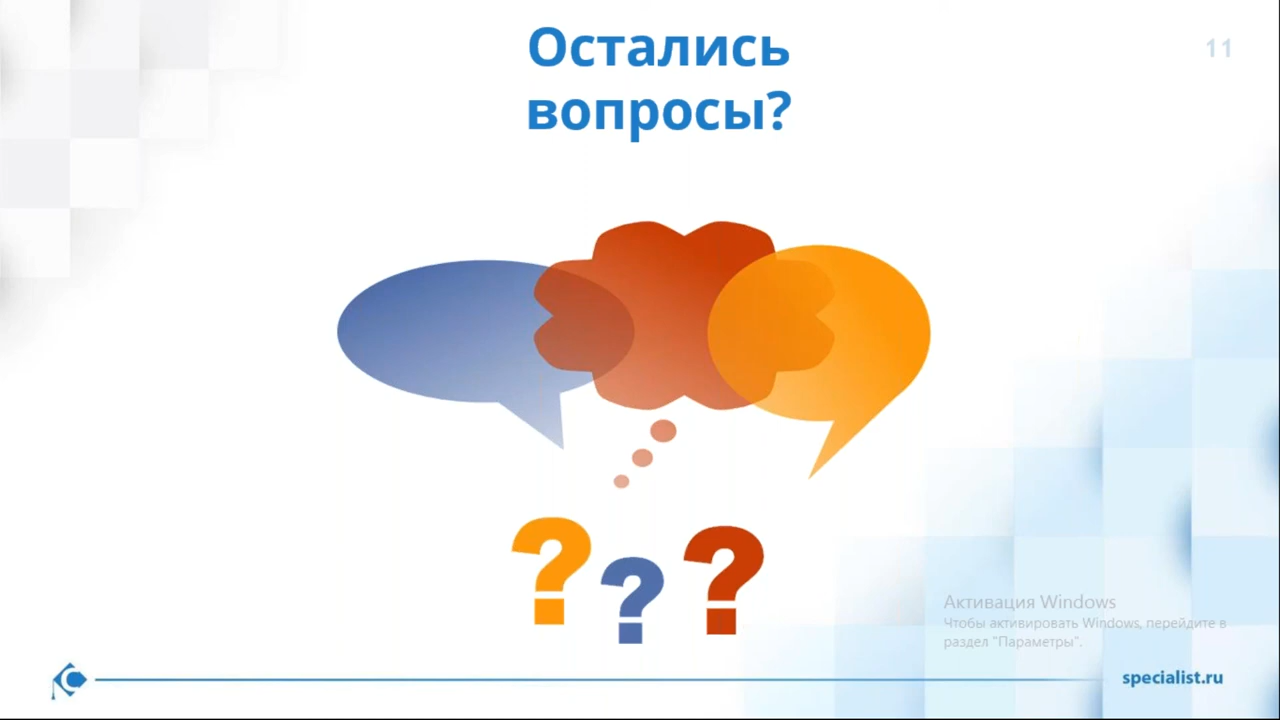 Остались
вопросы?
11
? ? ?
Активация Windows
Чтобы активировать Windows, перейдите в
раздел "Параметры".
specialist.ru